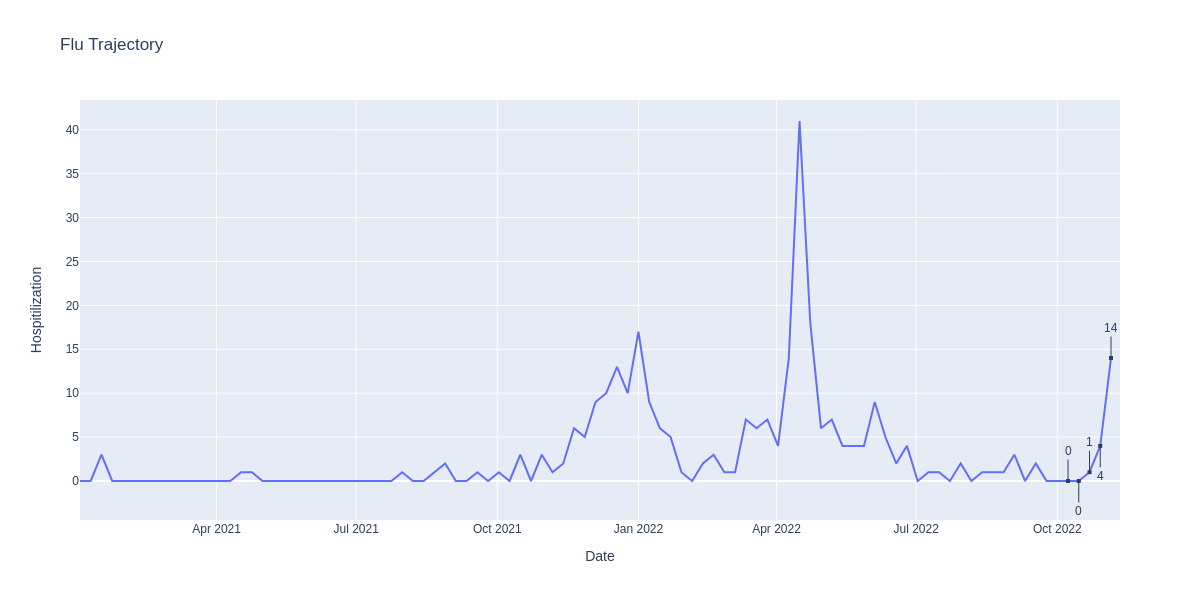 Flu Trajectory
Hospitilization
40
35
30
25
20
15
10
5
0
14
0
1
4
0
Apr 2021
Jul 2021
Oct 2021
Jan 2022
Apr 2022
Jul 2022
Oct 2022
Date